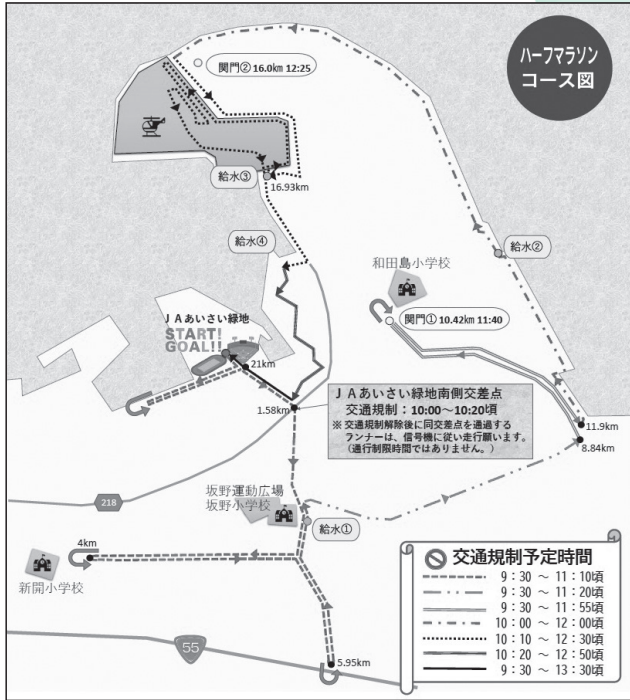 ハーフマラソン
コース図
関門② 16.0km 12:25
給水③
16.93km
給水④
給水②
和田島小学校
関門① 10.42km 11:40
JAあいさい緑地
START!
GOAL!!
21km
1.58km
JAあいさい緑地南側交差点
交通規制：10:00～10:20頃
※ 交通規制解除後に同交差点を通過する
ランナーは、信号機に従い走行願います。
（通行制限時間ではありません。）
11.9km
8.84km
218
坂野運動広場
坂野小学校
給水①
4km
新開小学校
55
5.95km
交通規制予定時間
9：30 ～ 11：10頃
9：30 ～ 11：20頃
9：30 ～ 11：55頃
10：00 ～ 12：00頃
10：10 ～ 12：30頃
10：20 ～ 12：50頃
9：30 ～ 13：30頃